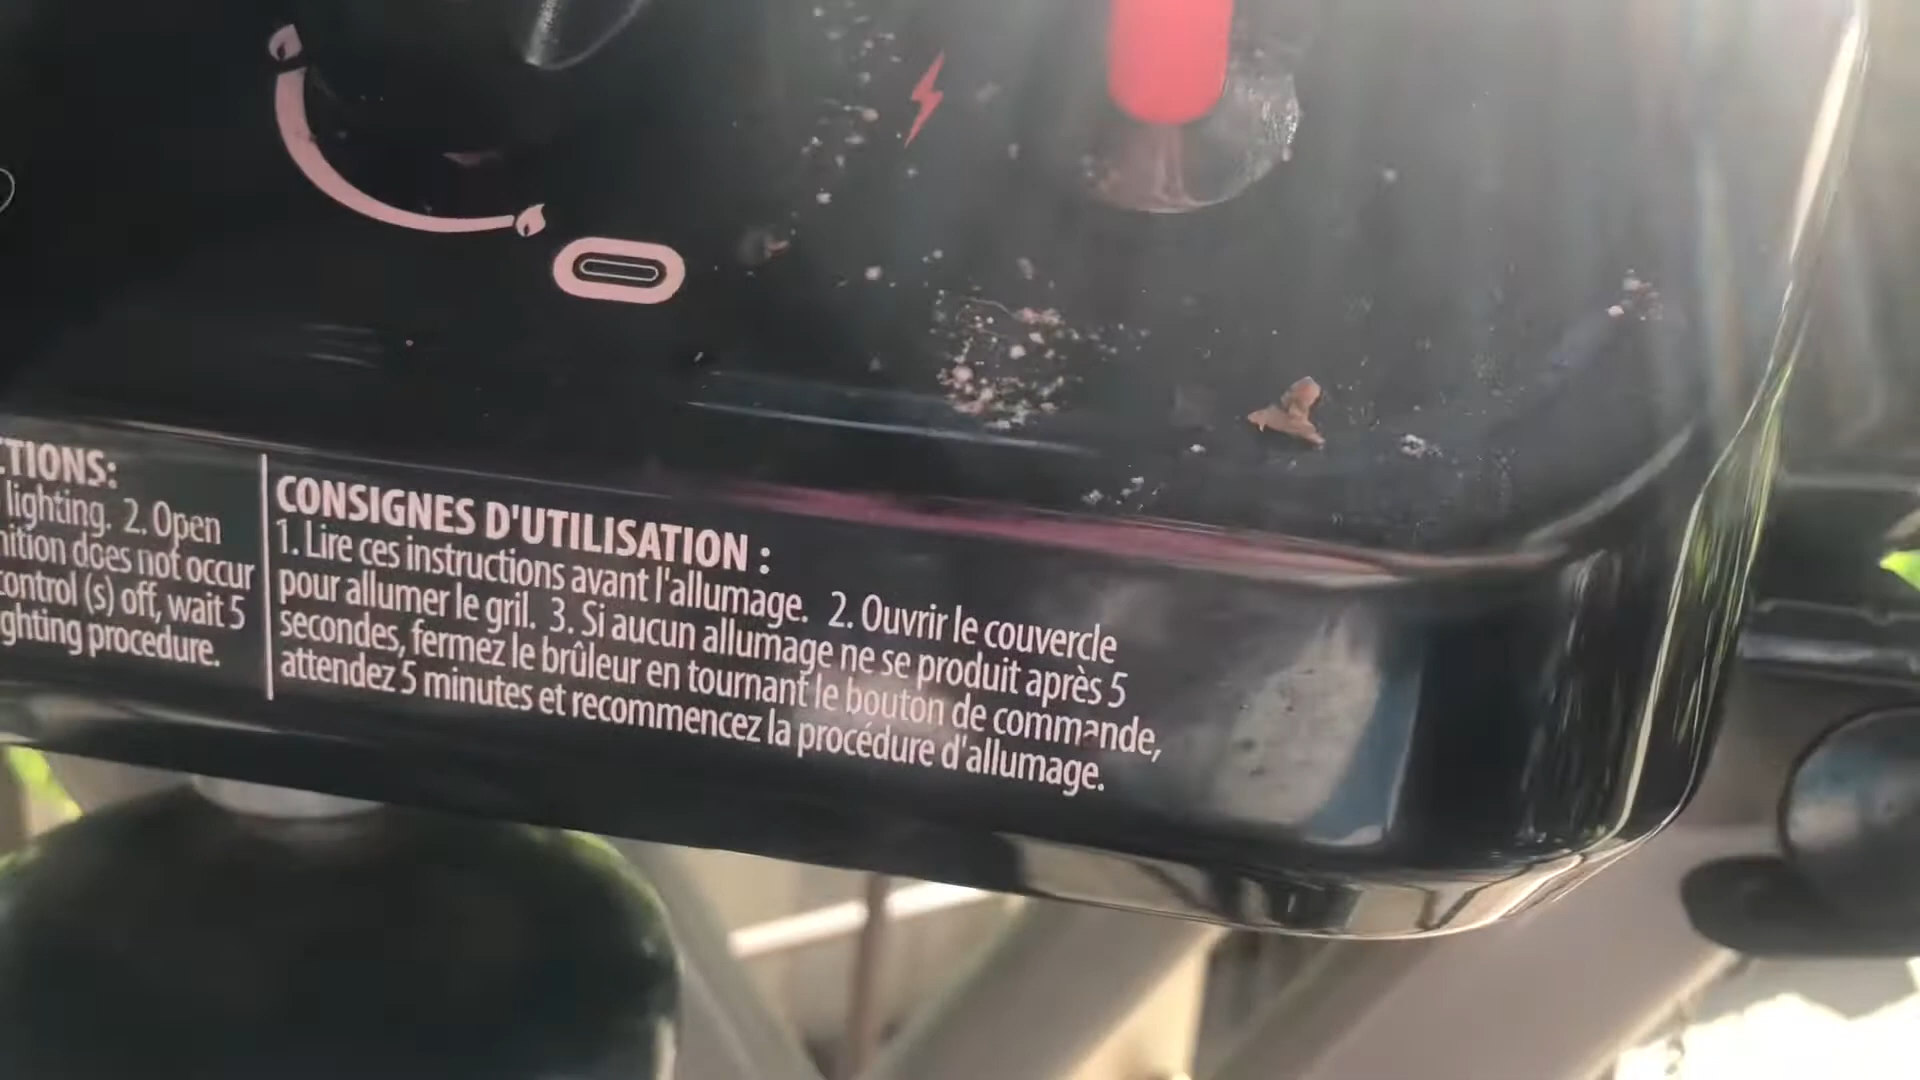 TIONS:
lighting. 2. Open
nition does not occur
control (s) off, wait 5
ghting procedure.
CONSIGNES D'UTILISATION :
1. Lire ces instructions avant l'allumage. 2. Ouvrir le couvercle
pour allumer le gril. 3. Si aucun allumage ne se produit après 5
secondes, fermez le brûleur en tournant le bouton de commande,
attendez 5 minutes et recommencez la procédure d'allumage.